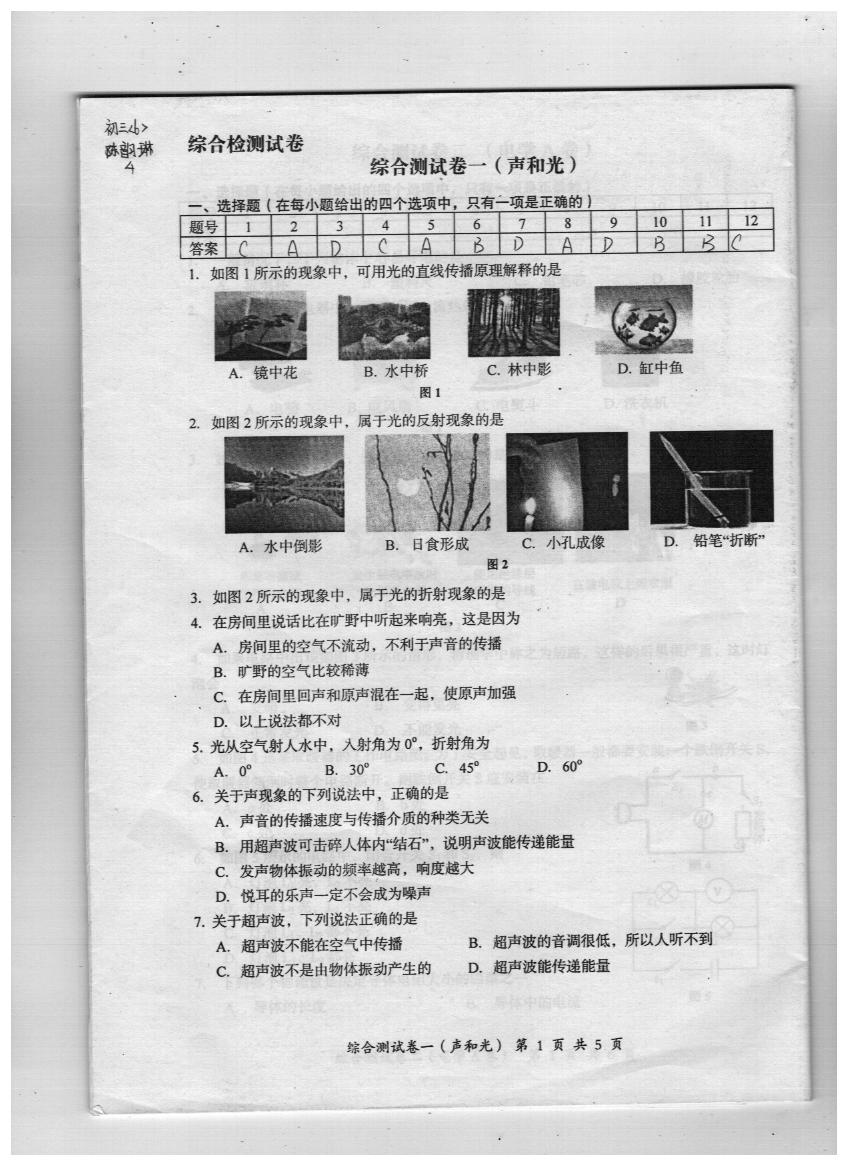 初三<6>
4
综合检测试卷
综合测试卷一（声和光）
一、选择题（在每小题给出的四个选项中，只有一项是正确的）
题号 1 2 3 4 5 6 7 8 9 10 11 12
答案 C A D C A B D A D B B C
1. 如图 1 所示的现象中，可用光的直线传播原理解释的是
A. 镜中花 B. 水中桥 C. 林中影 D. 缸中鱼
图 1
2. 如图 2 所示的现象中，属于光的反射现象的是
A. 水中倒影 B. 日食形成 C. 小孔成像 D. 铅笔“折断”
图 2
3. 如图 2 所示的现象中，属于光的折射现象的是
4. 在房间里说话比在旷野中听起来响亮，这是因为
A. 房间里的空气不流动，不利于声音的传播
B. 旷野的空气比较稀薄
C. 在房间里回声和原声混在一起，使原声加强
D. 以上说法都不对
5. 光从空气射人水中，入射角为 0°，折射角为
A. 0° B. 30° C. 45° D. 60°
6. 关于声现象的下列说法中，正确的是
A. 声音的传播速度与传播介质的种类无关
B. 用超声波可击碎人体内“结石”，说明声波能传递能量
C. 发声物体振动的频率越高，响度越大
D. 悦耳的乐声一定不会成为噪声
7. 关于超声波，下列说法正确的是
A. 超声波不能在空气中传播 B. 超声波的音调很低，所以人听不到
C. 超声波不是由物体振动产生的 D. 超声波能传递能量
综合测试卷一（声和光）第 1 页 共 5 页